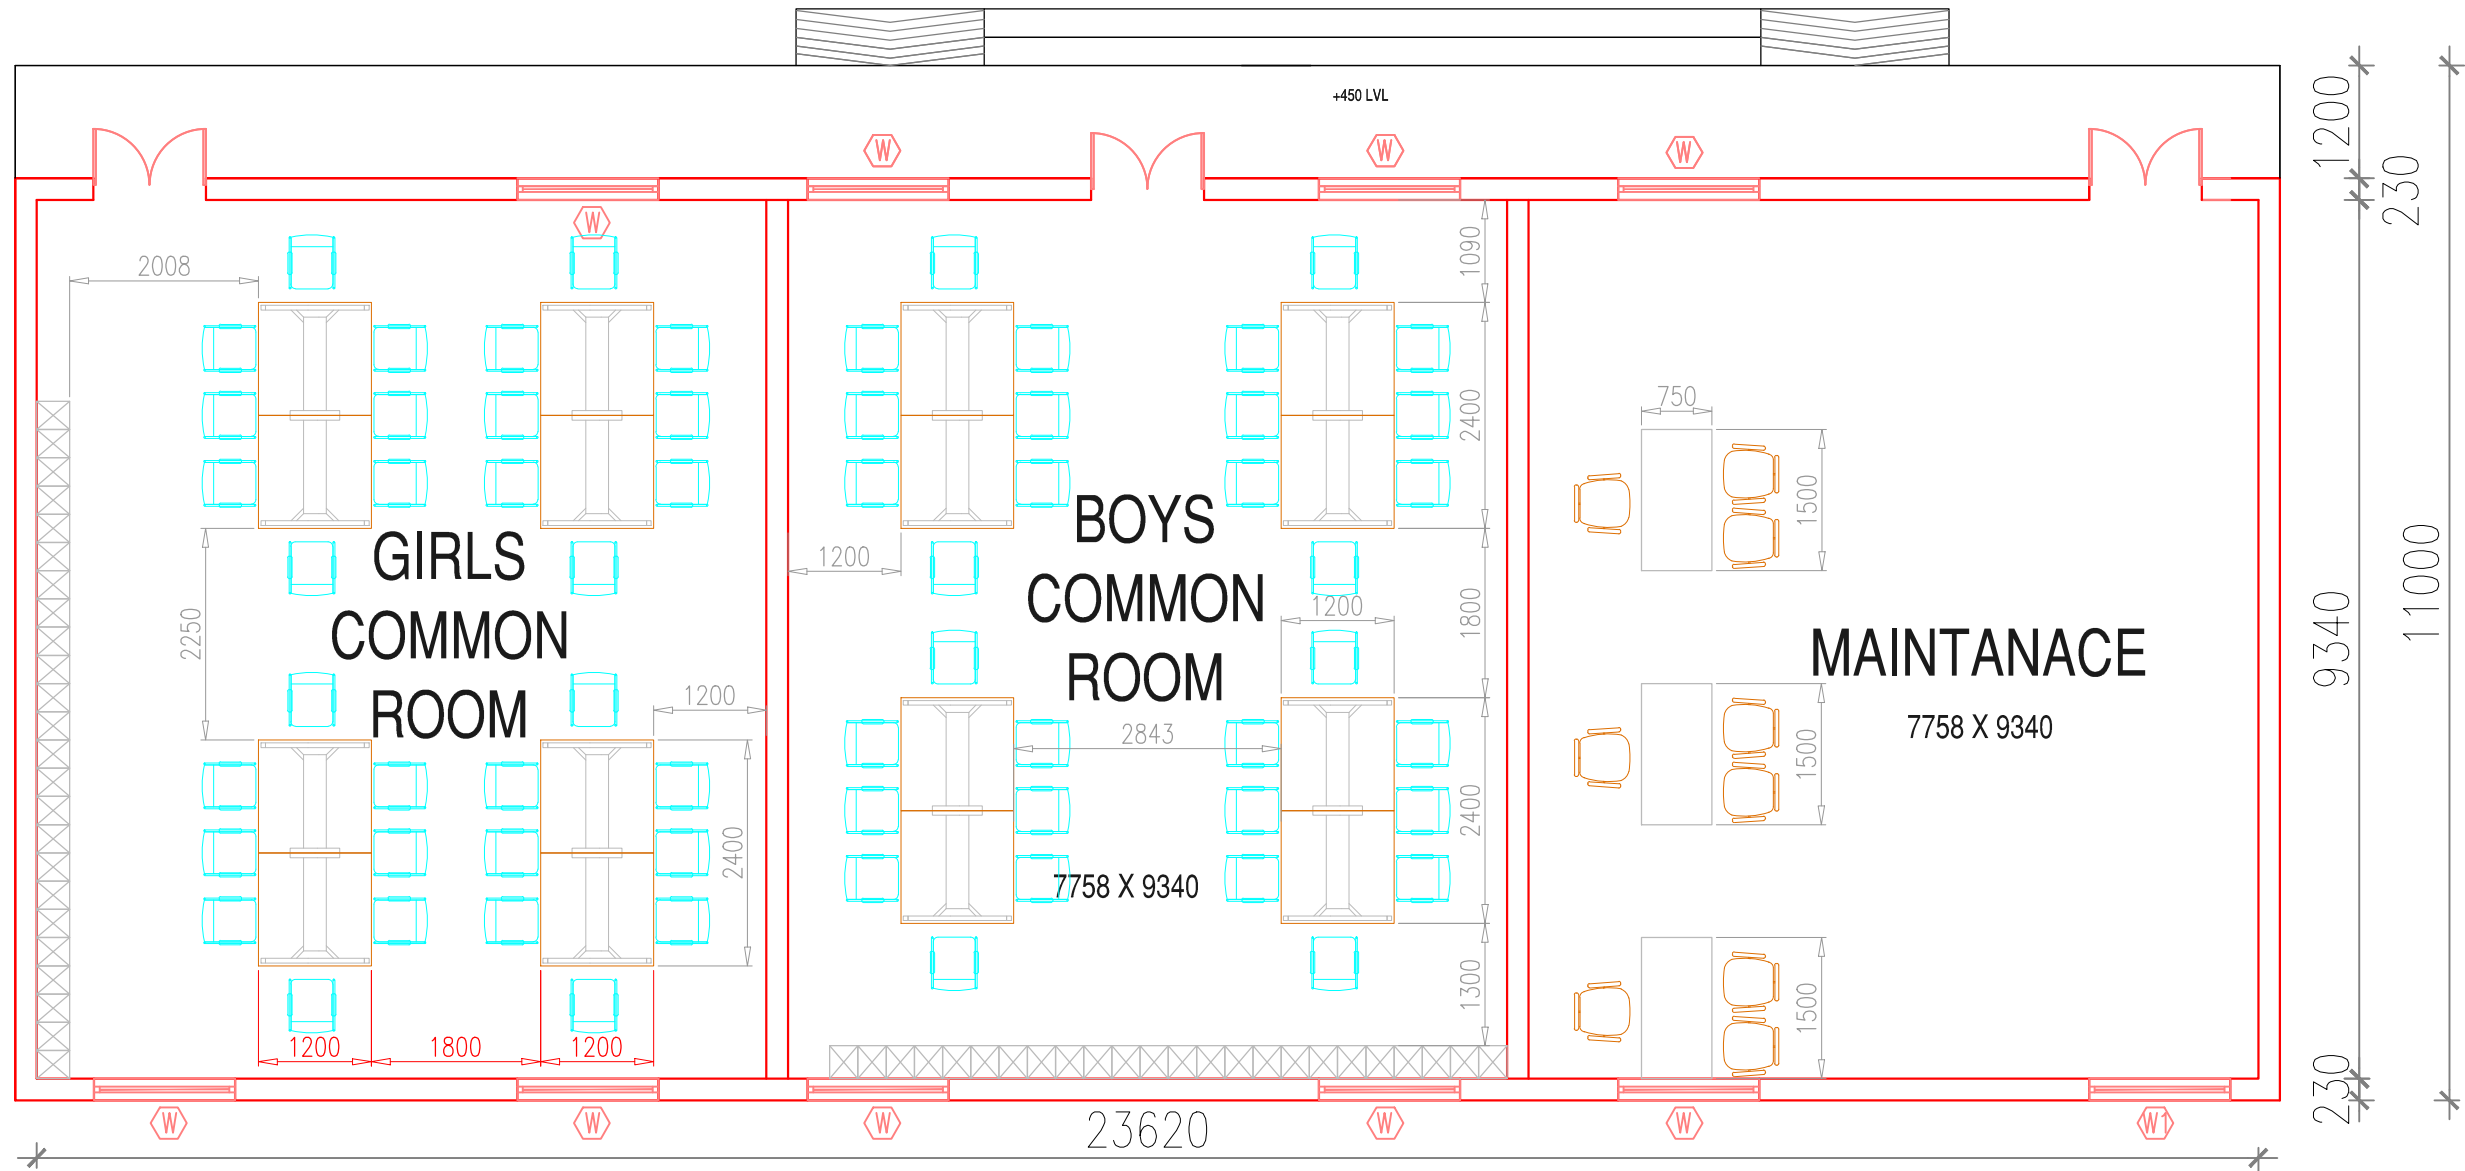 +450 LVL
1200
230
W
W
W
W
2008
1090
2400
750
1500
GIRLS
COMMON
ROOM
BOYS
COMMON
ROOM
1200
1200
1800
2250
1200
2843
2400
2400
1300
MAINTANACE
7758 X 9340
1500
1500
7758 X 9340
9340
11000
1200
1800
1200
230
W
W
W
W
W
W1
23620